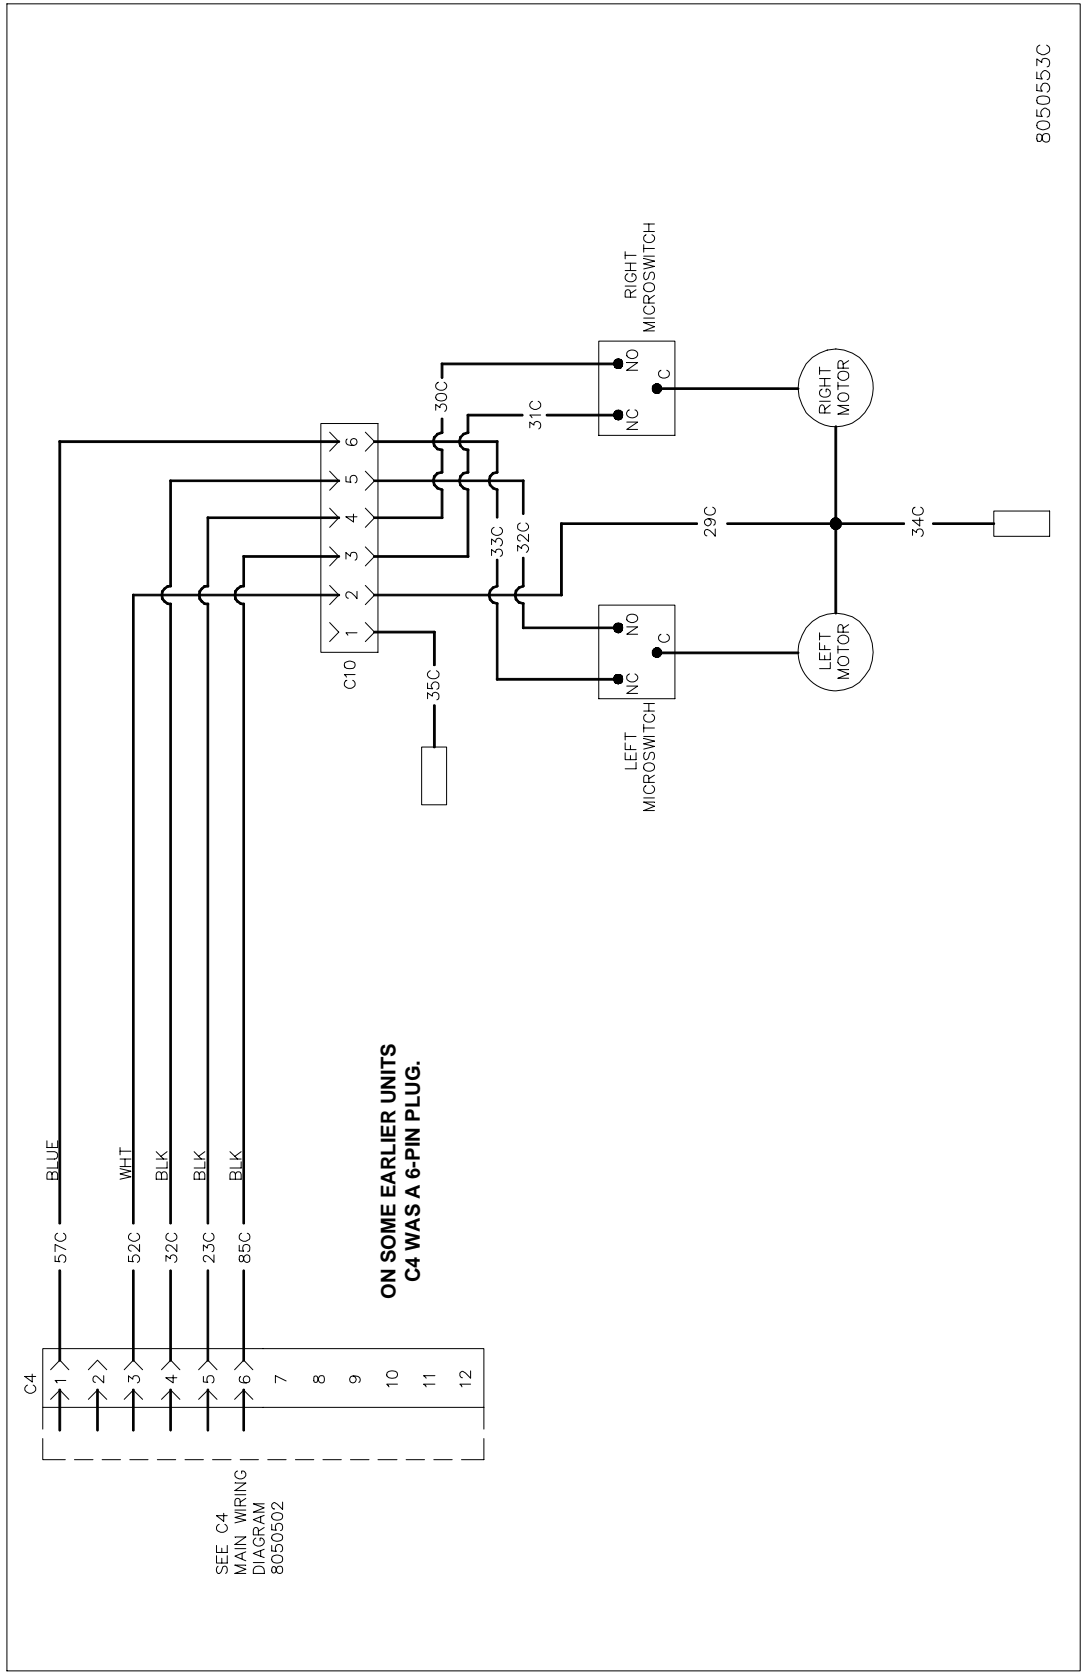 C4
1
2
3
4
5
6
7
8
9
10
11
12
SEE C4
MAIN WIRING
DIAGRAM
8050502
57C
BLUE
52C
WHT
32C
BLK
23C
BLK
85C
BLK
ON SOME EARLIER UNITS
C4 WAS A 6-PIN PLUG.
C10
1
2
3
4
5
6
35C
33C
32C
30C
31C
29C
34C
LEFT
MICROSWITCH
NC
NO
C
RIGHT
MICROSWITCH
NC
NO
C
LEFT
MOTOR
RIGHT
MOTOR
8050553C